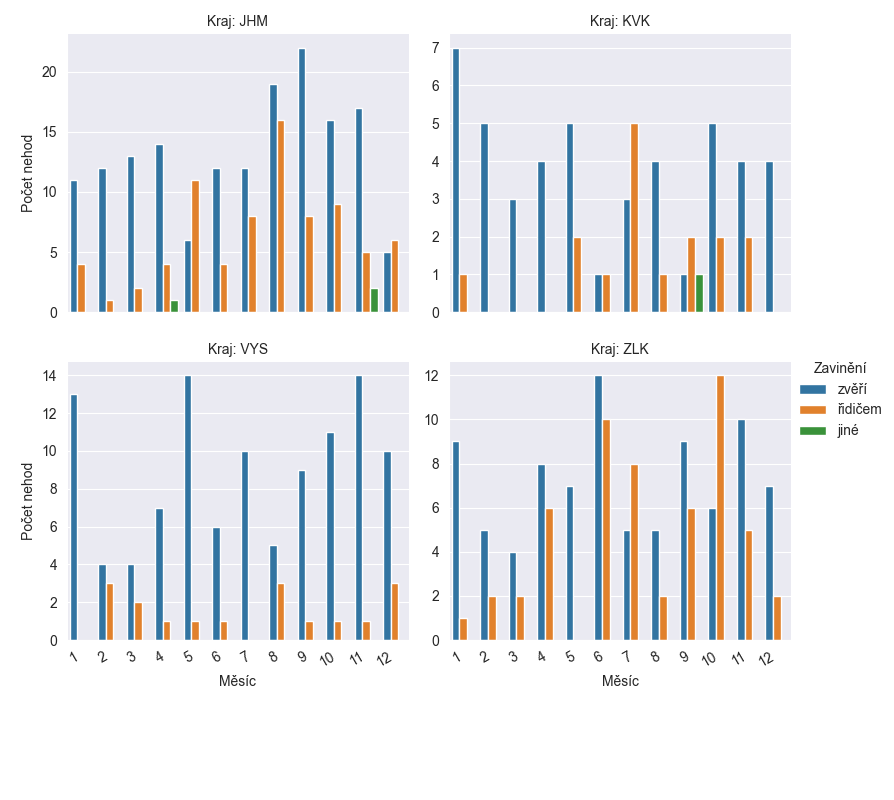 Kraj: JHM
Kraj: KVK
Počet nehod
20
15
10
5
0
7
6
5
4
3
2
1
0
Kraj: VYS
Kraj: ZLK
Počet nehod
14
12
10
8
6
4
2
0
12
10
8
6
4
2
0
1 2 3 4 5 6 7 8 9 10 11 12
1 2 3 4 5 6 7 8 9 10 11 12
Měsíc
Měsíc
Zavinění
zvěří
řidičem
jiné